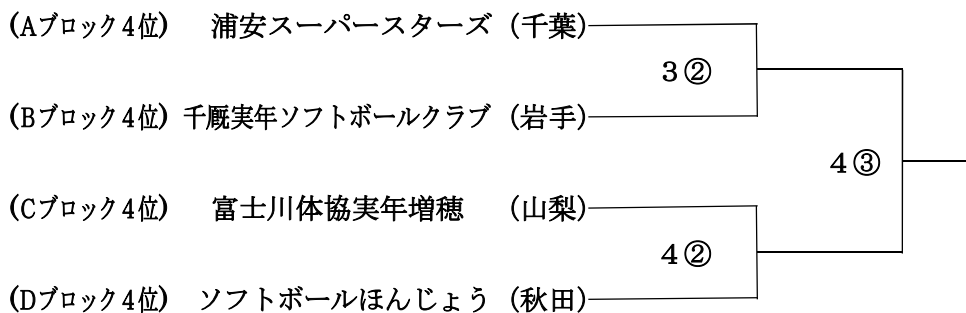 (Aブロック4位) 浦安スーパースターズ (千葉)
3②
(Bブロック4位) 千厩実年ソフトボールクラブ (岩手)
4③
(Cブロック4位) 富士川体協実年増穂 (山梨)
4②
(Dブロック4位) ソフトボールほんじょう (秋田)